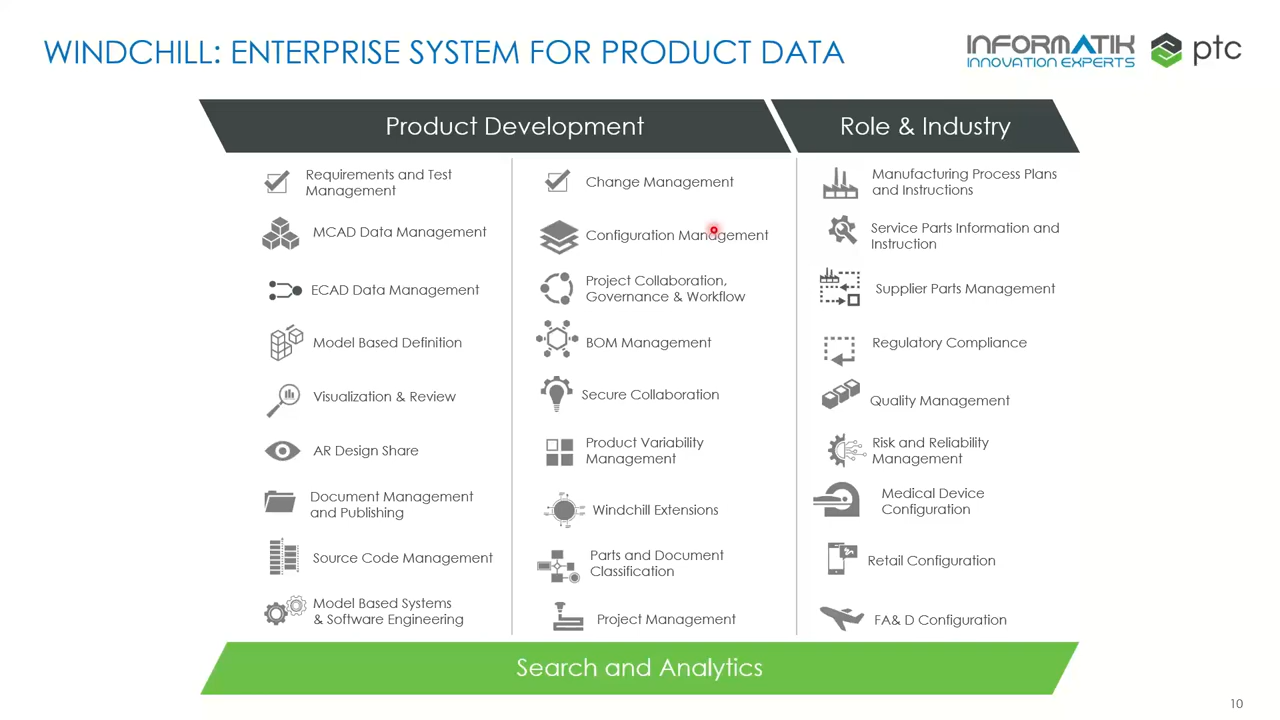 WINDCHILL: ENTERPRISE SYSTEM FOR PRODUCT DATA
INFORMATIK
INNOVATION EXPERTS
ptc
Product Development
Role & Industry
Requirements and Test
Management
MCAD Data Management
ECAD Data Management
Model Based Definition
Visualization & Review
AR Design Share
Document Management
and Publishing
Source Code Management
Model Based Systems
& Software Engineering
Change Management
Configuration Management
Project Collaboration,
Governance & Workflow
BOM Management
Secure Collaboration
Product Variability
Management
Windchill Extensions
Parts and Document
Classification
Project Management
Manufacturing Process Plans
and Instructions
Service Parts Information and
Instruction
Supplier Parts Management
Regulatory Compliance
Quality Management
Risk and Reliability
Management
Medical Device
Configuration
Retail Configuration
FA& D Configuration
Search and Analytics
10